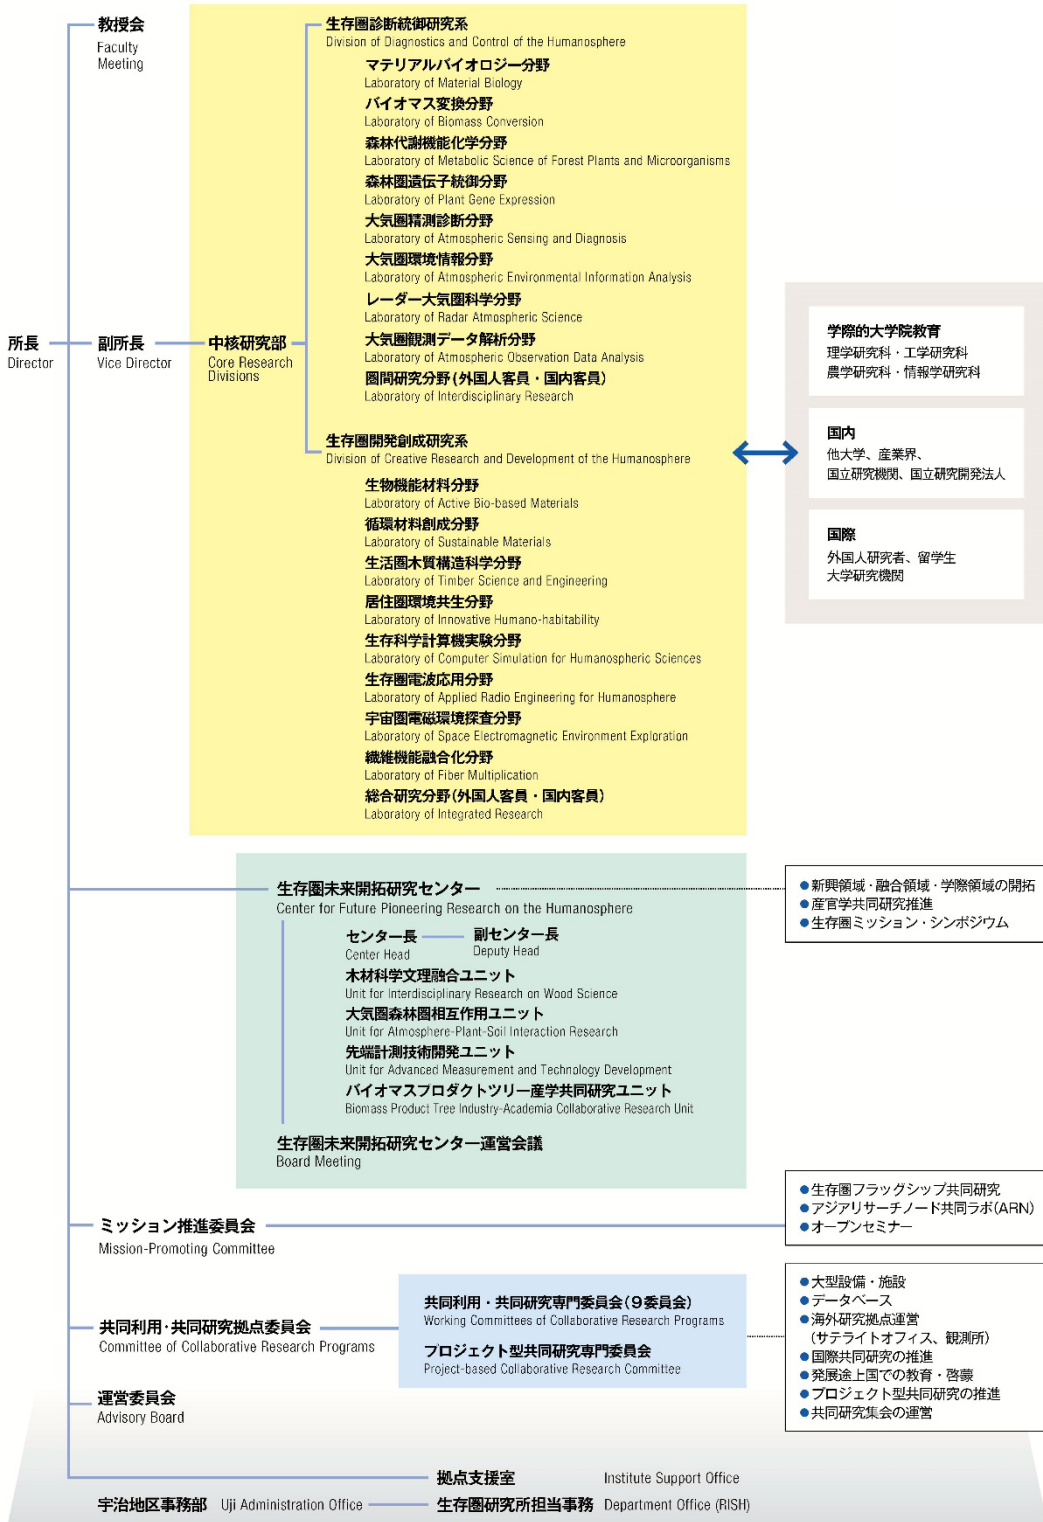 教授会
Faculty
Meeting
所長
Director
副所長
Vice Director
中核研究部
Core Research
Divisions
生存圏診断統御研究系
Division of Diagnostics and Control of the Humanosphere
マテリアルバイオロジー分野
Laboratory of Material Biology
バイオマス変換分野
Laboratory of Biomass Conversion
森林代謝機能化学分野
Laboratory of Metabolic Science of Forest Plants and Microorganisms
森林圏遺伝子統御分野
Laboratory of Plant Gene Expression
大気圏精測診断分野
Laboratory of Atmospheric Sensing and Diagnosis
大気圏環境情報分野
Laboratory of Atmospheric Environmental Information Analysis
レーダー大気圏科学分野
Laboratory of Radar Atmospheric Science
大気圏観測データ解析分野
Laboratory of Atmospheric Observation Data Analysis
圏間研究分野(外国人客員・国内客員)
Laboratory of Interdisciplinary Research
生存圏開発創成研究系
Division of Creative Research and Development of the Humanosphere
生物機能材料分野
Laboratory of Active Bio-based Materials
循環材料創成分野
Laboratory of Sustainable Materials
生活圏木質構造科学分野
Laboratory of Timber Science and Engineering
居住圏環境共生分野
Laboratory of Innovative Humano-habitability
生存科学計算機実験分野
Laboratory of Computer Simulation for Humanospheric Sciences
生存圏電波応用分野
Laboratory of Applied Radio Engineering for Humanosphere
宇宙圏電磁環境探査分野
Laboratory of Space Electromagnetic Environment Exploration
繊維機能融合化分野
Laboratory of Fiber Multiplication
総合研究分野(外国人客員・国内客員)
Laboratory of Integrated Research
学際的大学院教育
理学研究科・工学研究科
農学研究科・情報学研究科
国内
他大学、産業界、
国立研究機関、国立研究開発法人
国際
外国人研究者、留学生
大学研究機関
生存圏未来開拓研究センター
Center for Future Pioneering Research on the Humanosphere
センター長
Center Head
副センター長
Deputy Head
木材科学文理融合ユニット
Unit for Interdisciplinary Research on Wood Science
大気圏森林圏相互作用ユニット
Unit for Atmosphere-Plant-Soil Interaction Research
先端計測技術開発ユニット
Unit for Advanced Measurement and Technology Development
バイオマスプロダクトツリー産学共同研究ユニット
Biomass Product Tree Industry-Academia Collaborative Research Unit
生存圏未来開拓研究センター運営会議
Board Meeting
●新興領域・融合領域・学際領域の開拓
●産官学共同研究推進
●生存圏ミッション・シンポジウム
ミッション推進委員会
Mission-Promoting Committee
●生存圏フラッグシップ共同研究
●アジアリサーチノード共同ラボ(ARN)
●オープンセミナー
共同利用・共同研究拠点委員会
Committee of Collaborative Research Programs
共同利用・共同研究専門委員会(9委員会)
Working Committees of Collaborative Research Programs
プロジェクト型共同研究専門委員会
Project-based Collaborative Research Committee
●大型設備・施設
●データベース
●海外研究拠点運営
(サテライトオフィス、観測所)
●国際共同研究の推進
●発展途上国での教育・啓蒙
●プロジェクト型共同研究の推進
●共同研究集会の運営
運営委員会
Advisory Board
拠点支援室 Institute Support Office
宇治地区事務部 Uji Administration Office 生存圏研究所担当事務 Department Office (RISH)